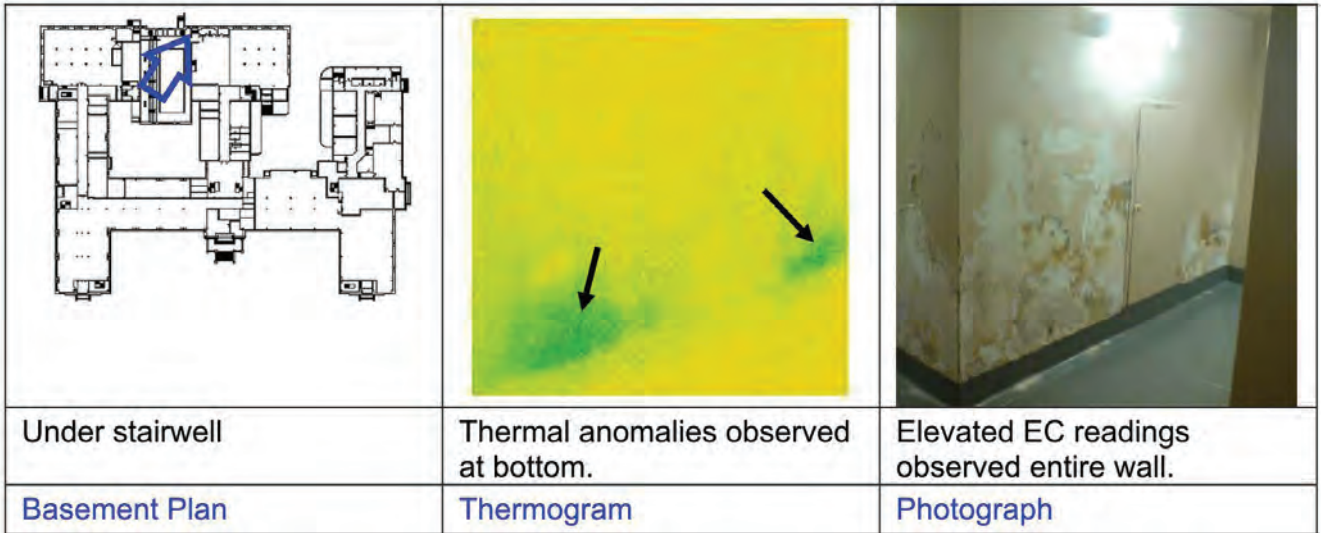 Under stairwell
Thermal anomalies observed
at bottom.
Elevated EC readings
observed entire wall.
Basement Plan
Thermogram
Photograph